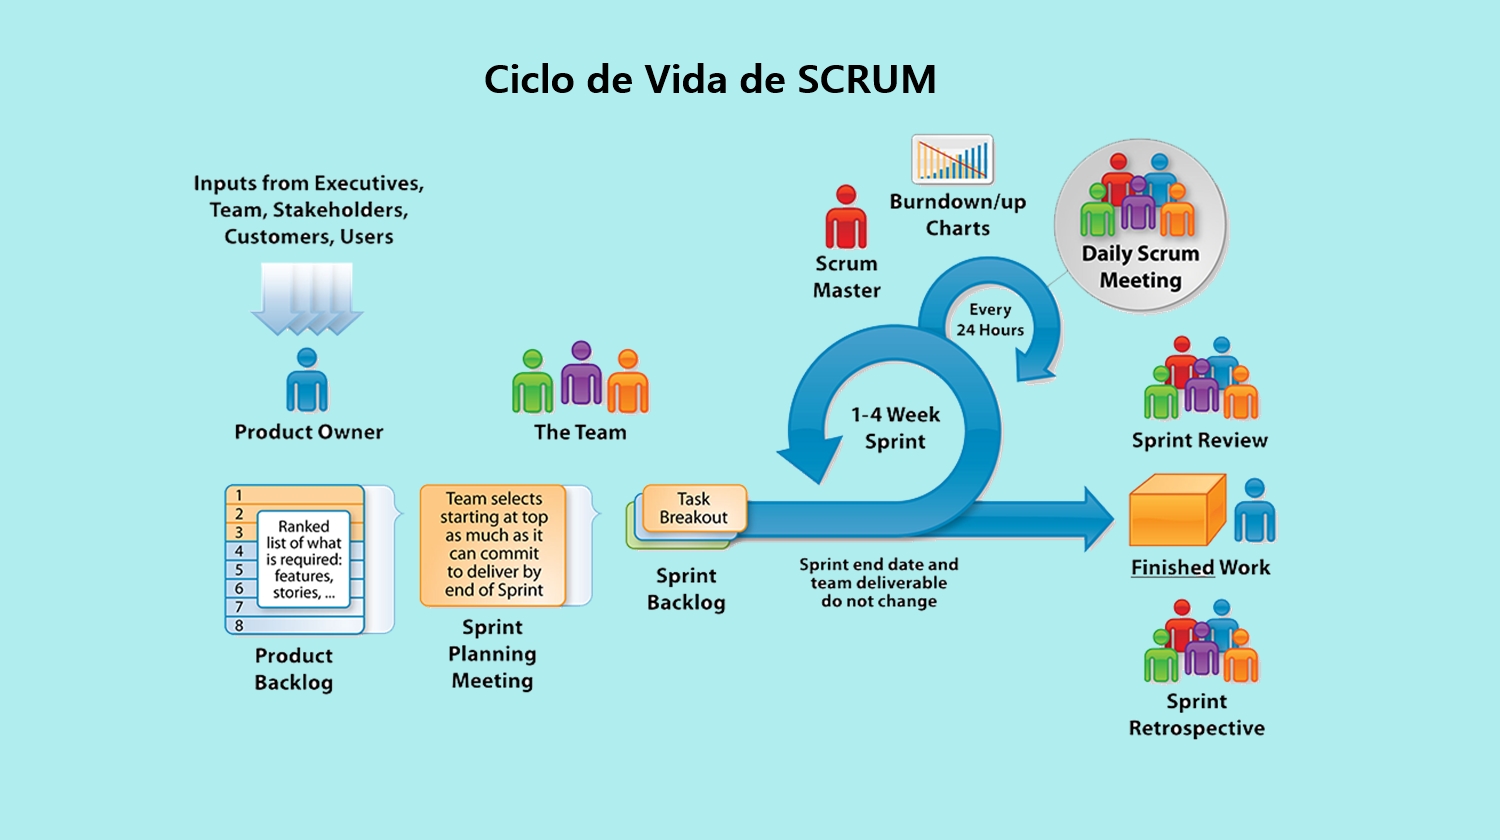 Ciclo de Vida de SCRUM
Inputs from Executives,
Team, Stakeholders,
Customers, Users
Product Owner
The Team
1
2
3
4
5
6
7
8
Ranked
list of what
is required:
features,
stories, ...
Product
Backlog
Team selects
starting at top
as much as it
can commit
to deliver by
end of Sprint
Sprint
Planning
Meeting
Task
Breakout
Sprint
Backlog
Scrum
Master
Burndown/up
Charts
Every
24 Hours
Daily Scrum
Meeting
1-4 Week
Sprint
Sprint end date and
team deliverable
do not change
Sprint Review
Finished Work
Sprint
Retrospective